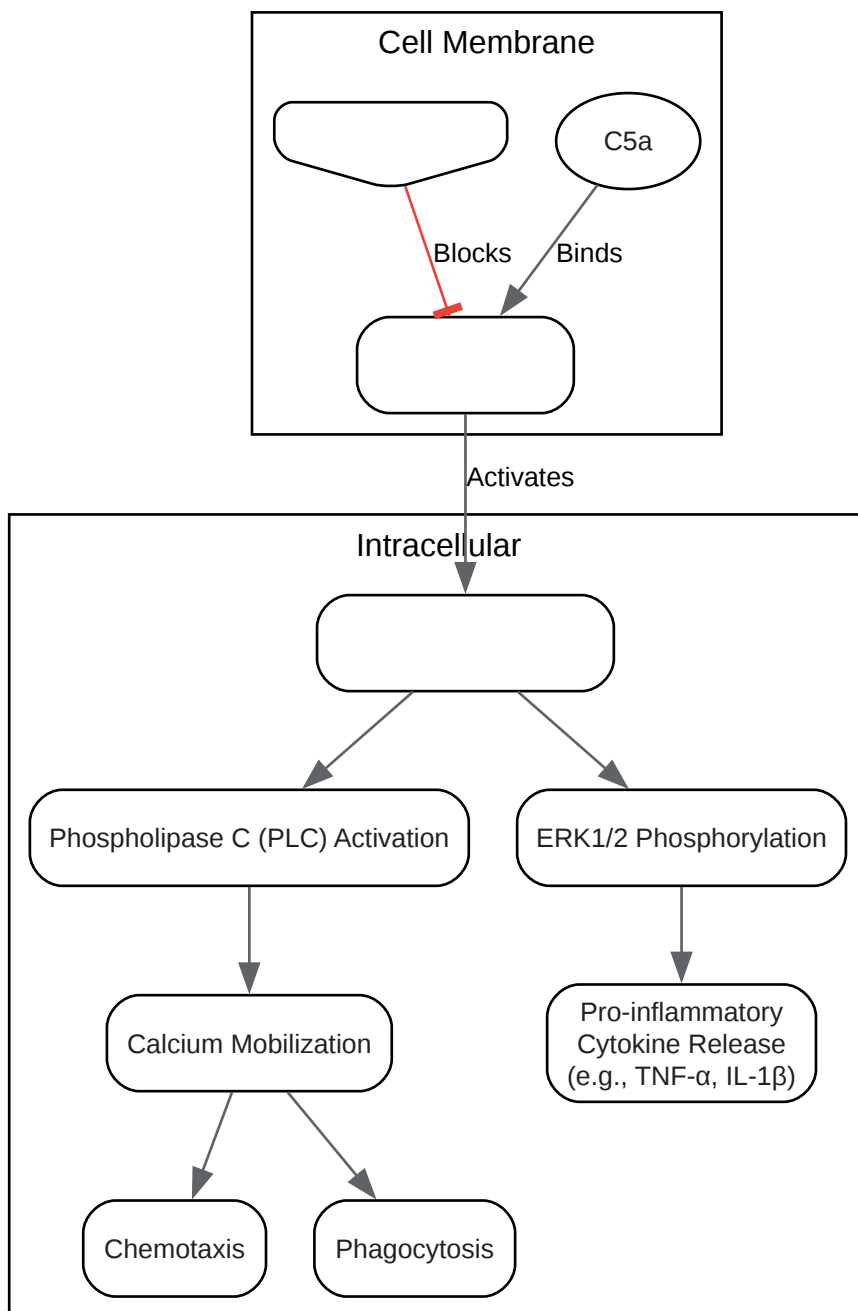 Cell Membrane
C5a
Blocks
Binds
Activates
Intracellular
Phospholipase C (PLC) Activation
ERK1/2 Phosphorylation
Calcium Mobilization
Pro-inflammatory
Cytokine Release
(e.g., TNF-α, IL-1β)
Chemotaxis
Phagocytosis